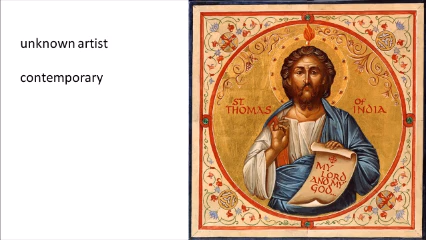 unknown artist
contemporary
ST. OF
THOMAS INDIA
MY
LORD
AND MY
GOD